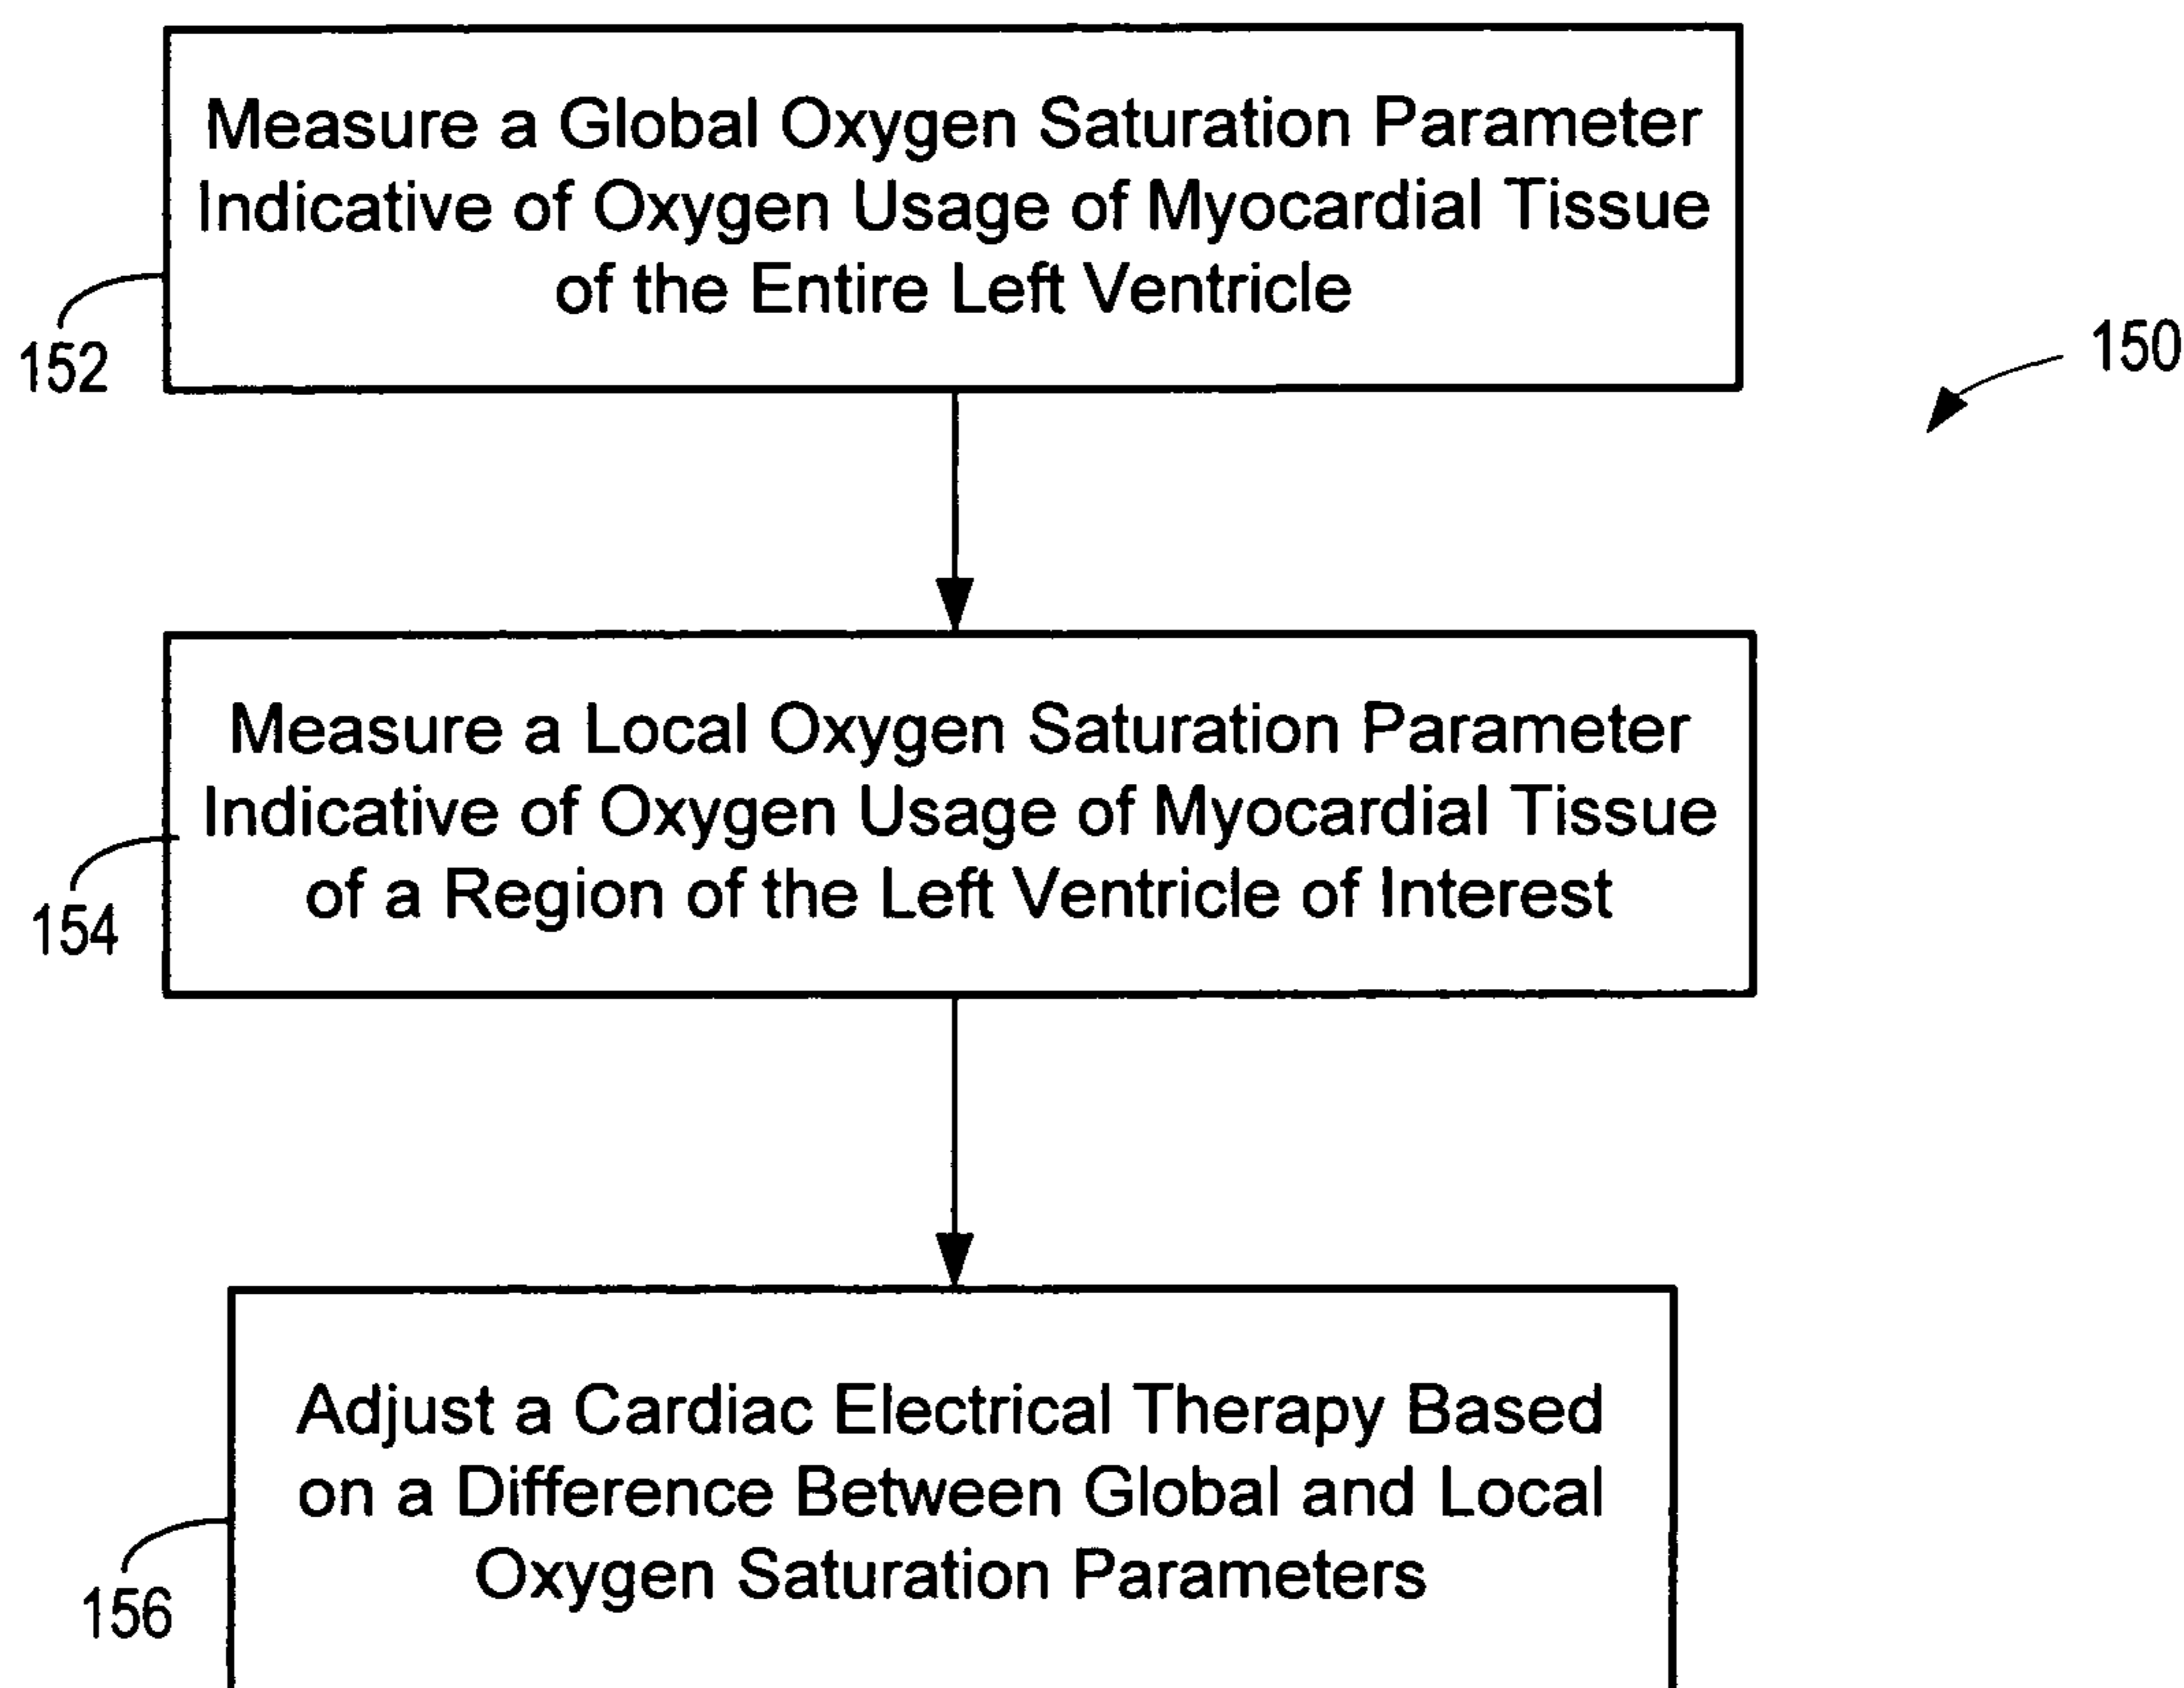 Measure a Global Oxygen Saturation Parameter
Indicative of Oxygen Usage of Myocardial Tissue
of the Entire Left Ventricle
152
150
Measure a Local Oxygen Saturation Parameter
Indicative of Oxygen Usage of Myocardial Tissue
of a Region of the Left Ventricle of Interest
154
Adjust a Cardiac Electrical Therapy Based
on a Difference Between Global and Local
Oxygen Saturation Parameters
156